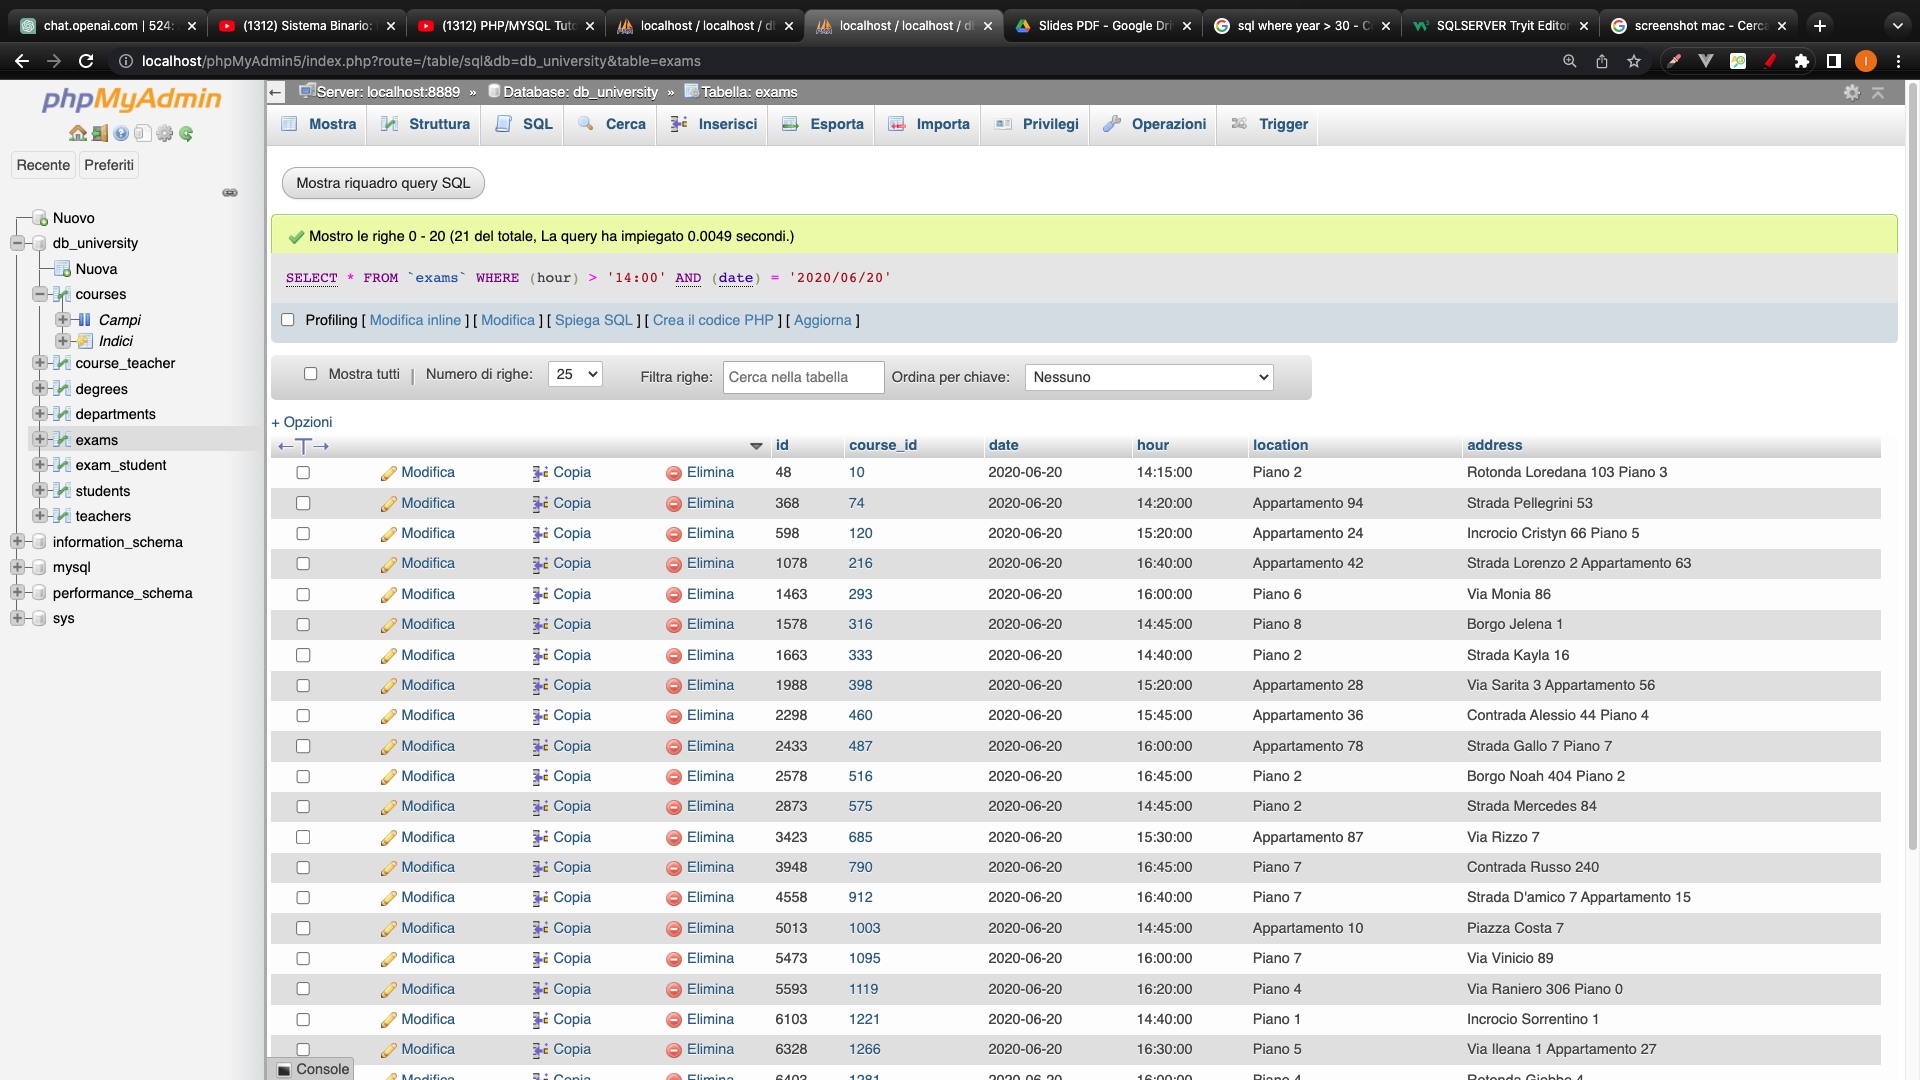 chat.openai.com | 524:
(1312) Sistema Binario:
(1312) PHP/MYSQL Tuto
localhost / localhost / db
localhost / localhost / db
Slides PDF - Google Driv
sql where year > 30 - Ce
SQLSERVER Tryit Editor
screenshot mac - Cerca
localhost/phpMyAdmin5/index.php?route=/table/sql&db=db_university&table=exams
I
phpMyAdmin
Recente Preferiti
Nuovo
db_university
Nuova
courses
Campi
Indici
course_teacher
degrees
departments
exams
exam_student
students
teachers
information_schema
mysql
performance_schema
sys
Server: localhost:8889 » Database: db_university » Tabella: exams
Mostra Struttura SQL Cerca Inserisci Esporta Importa Privilegi Operazioni Trigger
Mostra riquadro query SQL
Mostro le righe 0 - 20 (21 del totale, La query ha impiegato 0.0049 secondi.)
SELECT * FROM `exams` WHERE (hour) > '14:00' AND (date) = '2020/06/20'
Profiling [ Modifica inline ] [ Modifica ] [ Spiega SQL ] [ Crea il codice PHP ] [ Aggiorna ]
Mostra tutti | Numero di righe: 25 Filtra righe: Cerca nella tabella Ordina per chiave: Nessuno
+ Opzioni
←T→ id course_id date hour location address
Modifica Copia Elimina 48 10 2020-06-20 14:15:00 Piano 2 Rotonda Loredana 103 Piano 3
Modifica Copia Elimina 368 74 2020-06-20 14:20:00 Appartamento 94 Strada Pellegrini 53
Modifica Copia Elimina 598 120 2020-06-20 15:20:00 Appartamento 24 Incrocio Cristyn 66 Piano 5
Modifica Copia Elimina 1078 216 2020-06-20 16:40:00 Appartamento 42 Strada Lorenzo 2 Appartamento 63
Modifica Copia Elimina 1463 293 2020-06-20 16:00:00 Piano 6 Via Monia 86
Modifica Copia Elimina 1578 316 2020-06-20 14:45:00 Piano 8 Borgo Jelena 1
Modifica Copia Elimina 1663 333 2020-06-20 14:40:00 Piano 2 Strada Kayla 16
Modifica Copia Elimina 1988 398 2020-06-20 15:20:00 Appartamento 28 Via Sarita 3 Appartamento 56
Modifica Copia Elimina 2298 460 2020-06-20 15:45:00 Appartamento 36 Contrada Alessio 44 Piano 4
Modifica Copia Elimina 2433 487 2020-06-20 16:00:00 Appartamento 78 Strada Gallo 7 Piano 7
Modifica Copia Elimina 2578 516 2020-06-20 16:45:00 Piano 2 Borgo Noah 404 Piano 2
Modifica Copia Elimina 2873 575 2020-06-20 14:45:00 Piano 2 Strada Mercedes 84
Modifica Copia Elimina 3423 685 2020-06-20 15:30:00 Appartamento 87 Via Rizzo 7
Modifica Copia Elimina 3948 790 2020-06-20 16:45:00 Piano 7 Contrada Russo 240
Modifica Copia Elimina 4558 912 2020-06-20 16:40:00 Piano 7 Strada D'amico 7 Appartamento 15
Modifica Copia Elimina 5013 1003 2020-06-20 14:45:00 Appartamento 10 Piazza Costa 7
Modifica Copia Elimina 5473 1095 2020-06-20 16:00:00 Piano 7 Via Vinicio 89
Modifica Copia Elimina 5593 1119 2020-06-20 16:20:00 Piano 4 Via Raniero 306 Piano 0
Modifica Copia Elimina 6103 1221 2020-06-20 14:40:00 Piano 1 Incrocio Sorrentino 1
Modifica Copia Elimina 6328 1266 2020-06-20 16:30:00 Piano 5 Via Ileana 1 Appartamento 27
Modifica Copia Elimina 6403 1281 2020-06-20 16:00:00 Piano 4 Rotonda Giobbe 4
Console